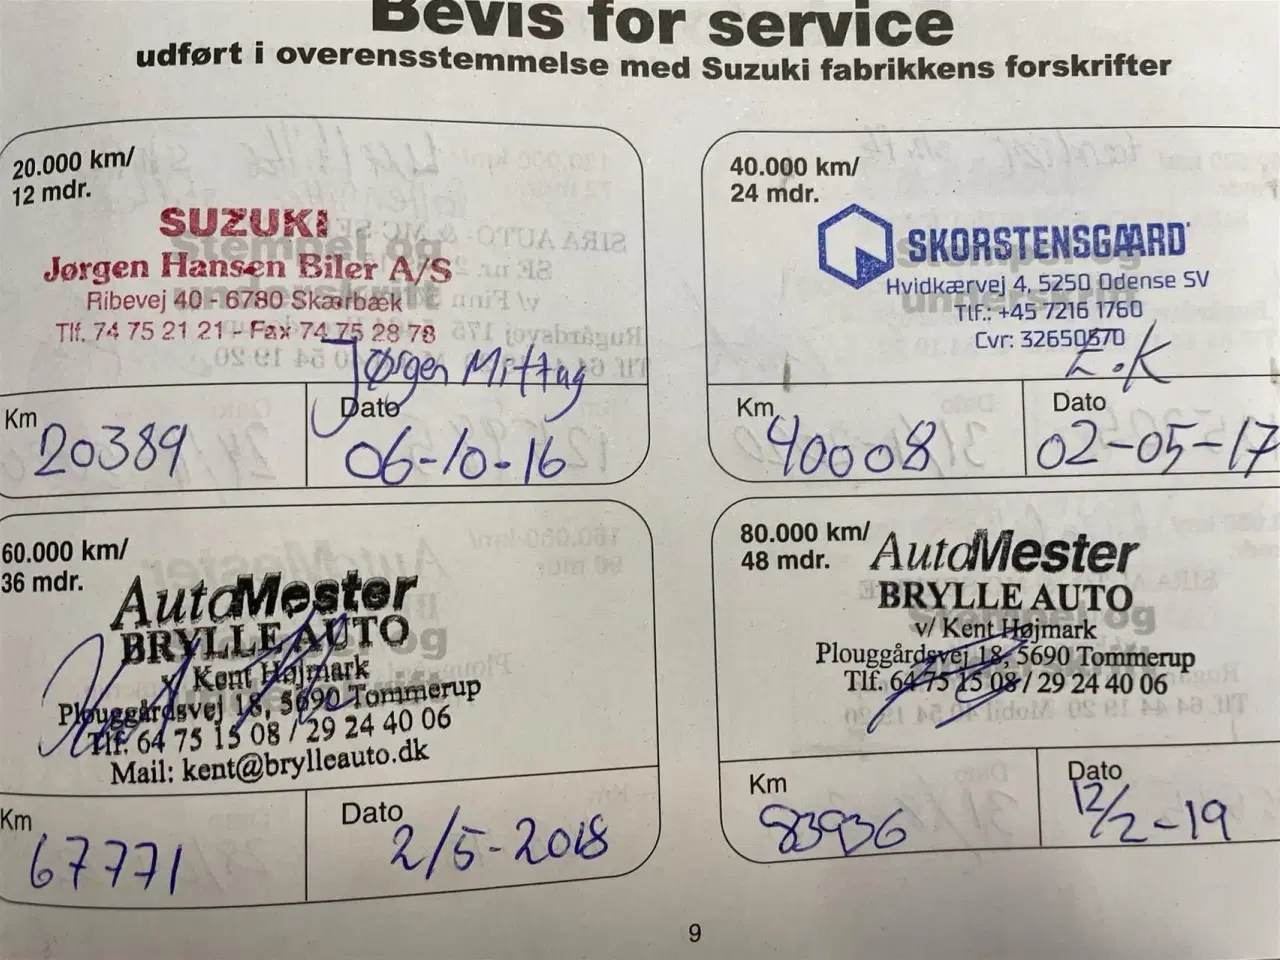 Bevis for service
udført i overensstemmelse med Suzuki fabrikkens forskrifter
20.000 km/
12 mdr.
SUZUKI
Jørgen Hansen Biler A/S
Ribevej 40 - 6780 Skærbæk
Tlf. 74 75 21 21 - Fax 74 75 28 78
Jørgen Mittag
Km
20389
Dato
06-10-16
40.000 km/
24 mdr.
SKORSTENSGAARD
Hvidkærvej 4, 5250 Odense SV
Tlf.: +45 7216 1760
Cvr: 32650570
E.K
Km
40008
Dato
02-05-17
60.000 km/
36 mdr.
AutoMester
BRYLLE AUTO
v/ Kent Højmark
Plouggårdsvej 18, 5690 Tommerup
Tlf. 64 75 15 08 / 29 24 40 06
Mail: kent@brylleauto.dk
Km
67771
Dato
2/5-2018
80.000 km/
48 mdr.
AutoMester
BRYLLE AUTO
v/ Kent Højmark
Plouggårdsvej 18, 5690 Tommerup
Tlf. 64 75 15 08 / 29 24 40 06
Km
83936
Dato
12/2-19
9